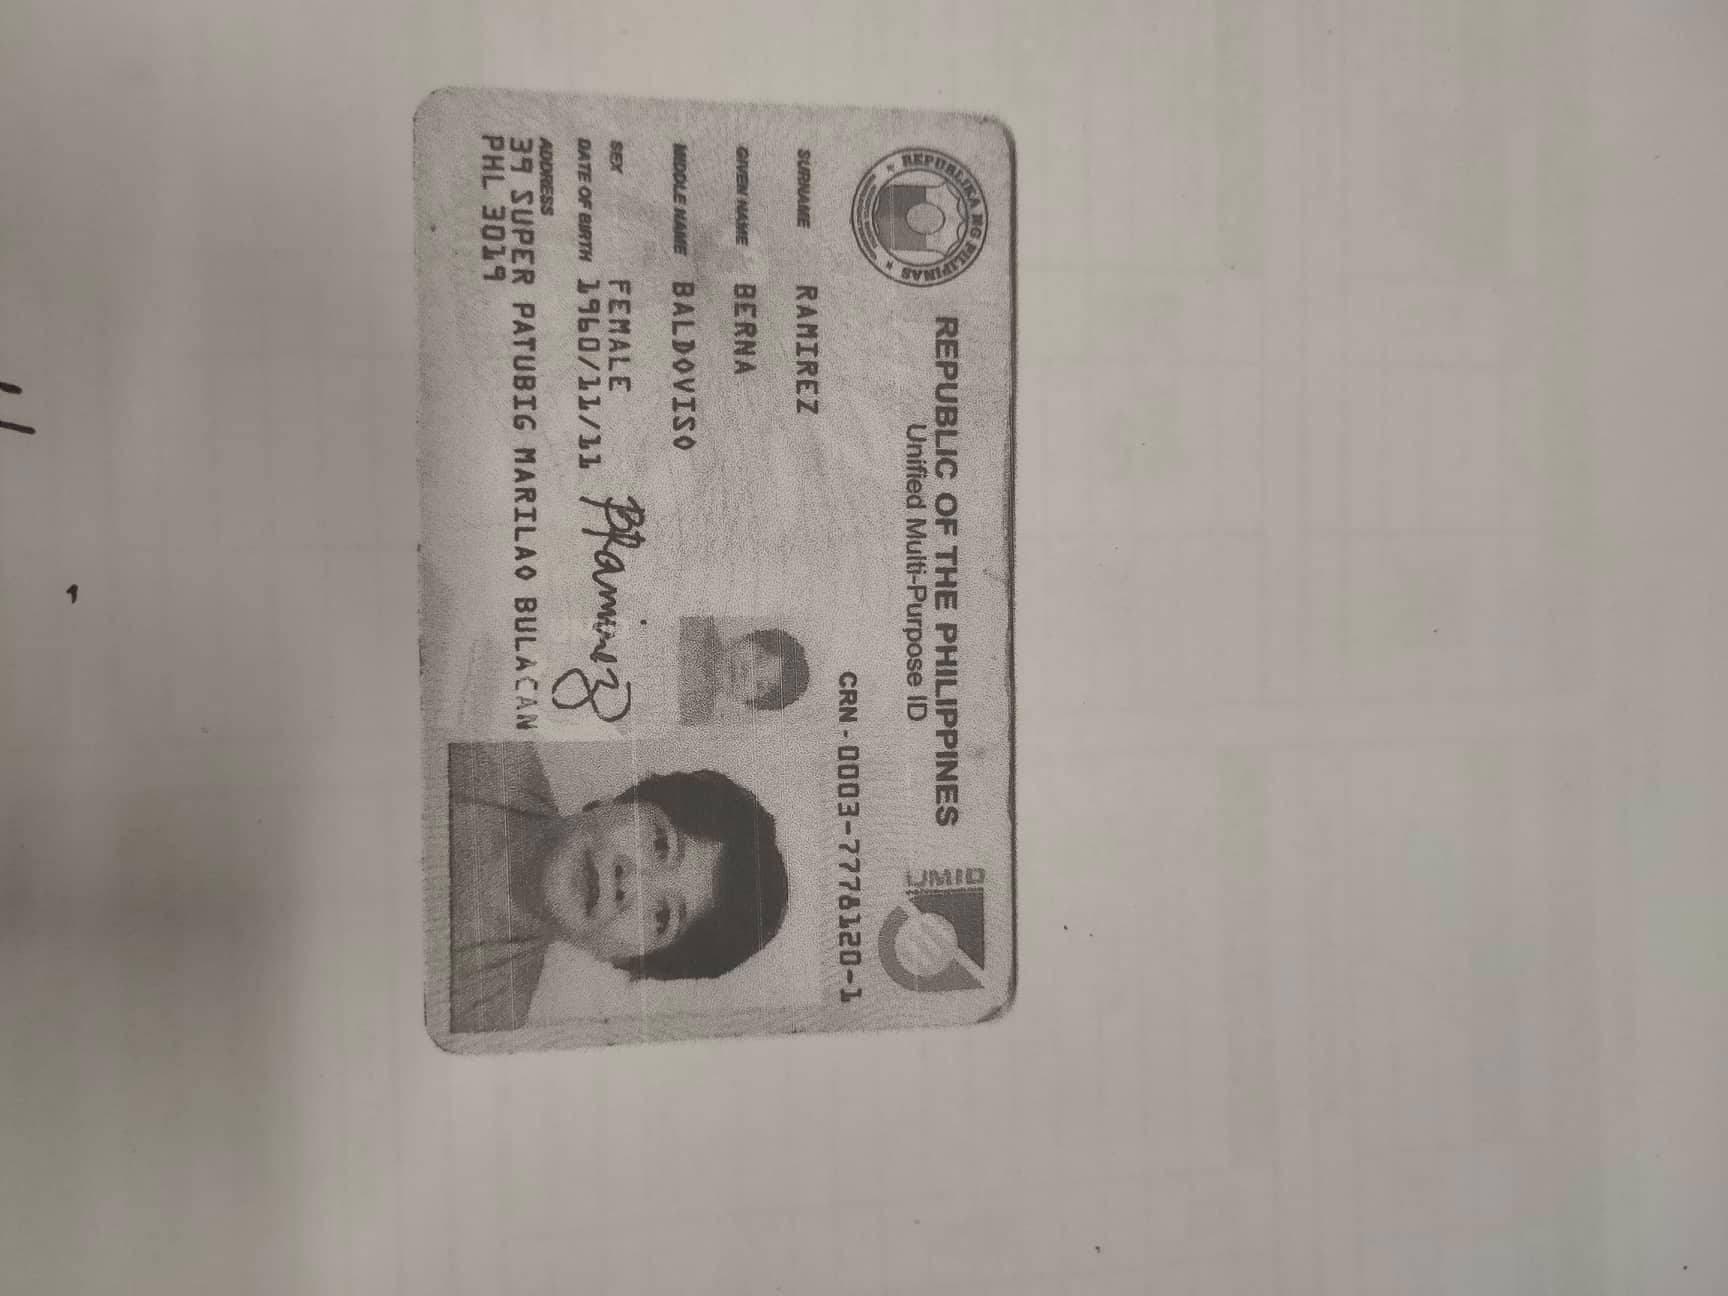 REPUBLIKA NG PILIPINAS
REPUBLIC OF THE PHILIPPINES
Unified Multi-Purpose ID
UMID
CRN-0003-7776120-1
SURNAME RAMIREZ
GIVEN NAME BERNA
MIDDLE NAME BALDOVISO
SEX FEMALE
DATE OF BIRTH 1960/11/11
ADDRESS
39 SUPER PATUBIG MARILAO BULACAN
PHL 3019